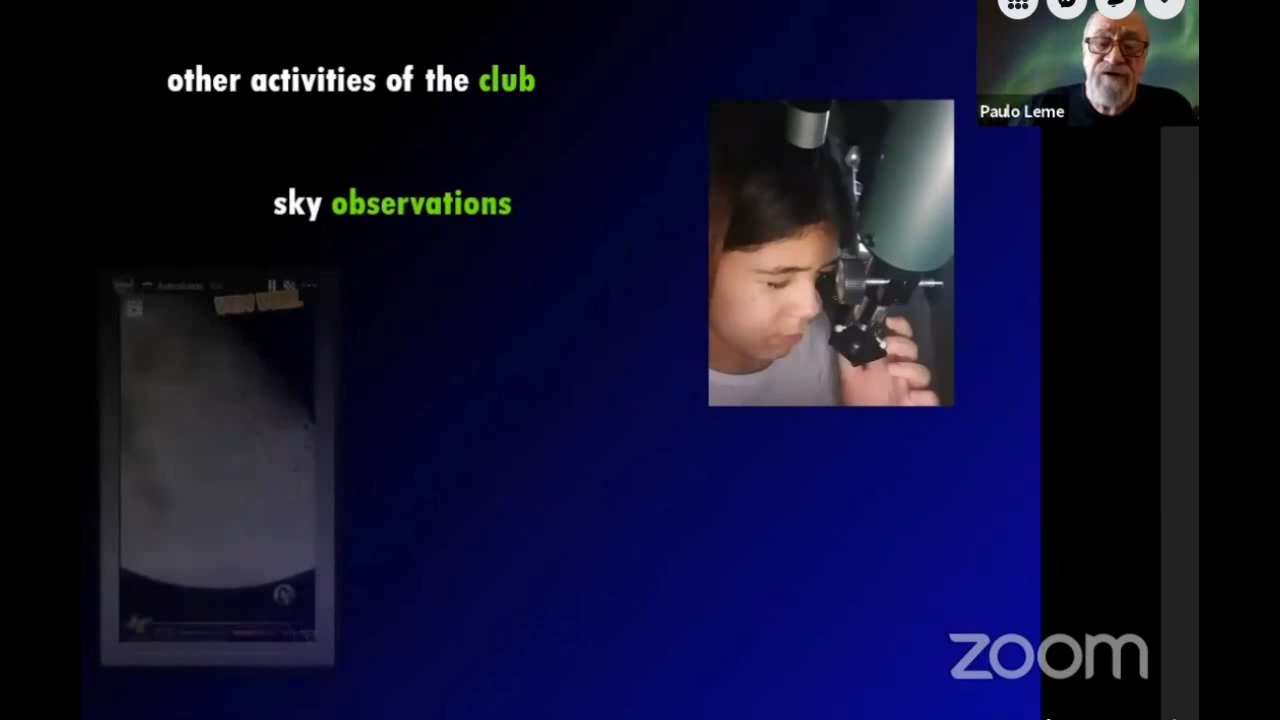 other activities of the club
Paulo Leme
sky observations
zoom